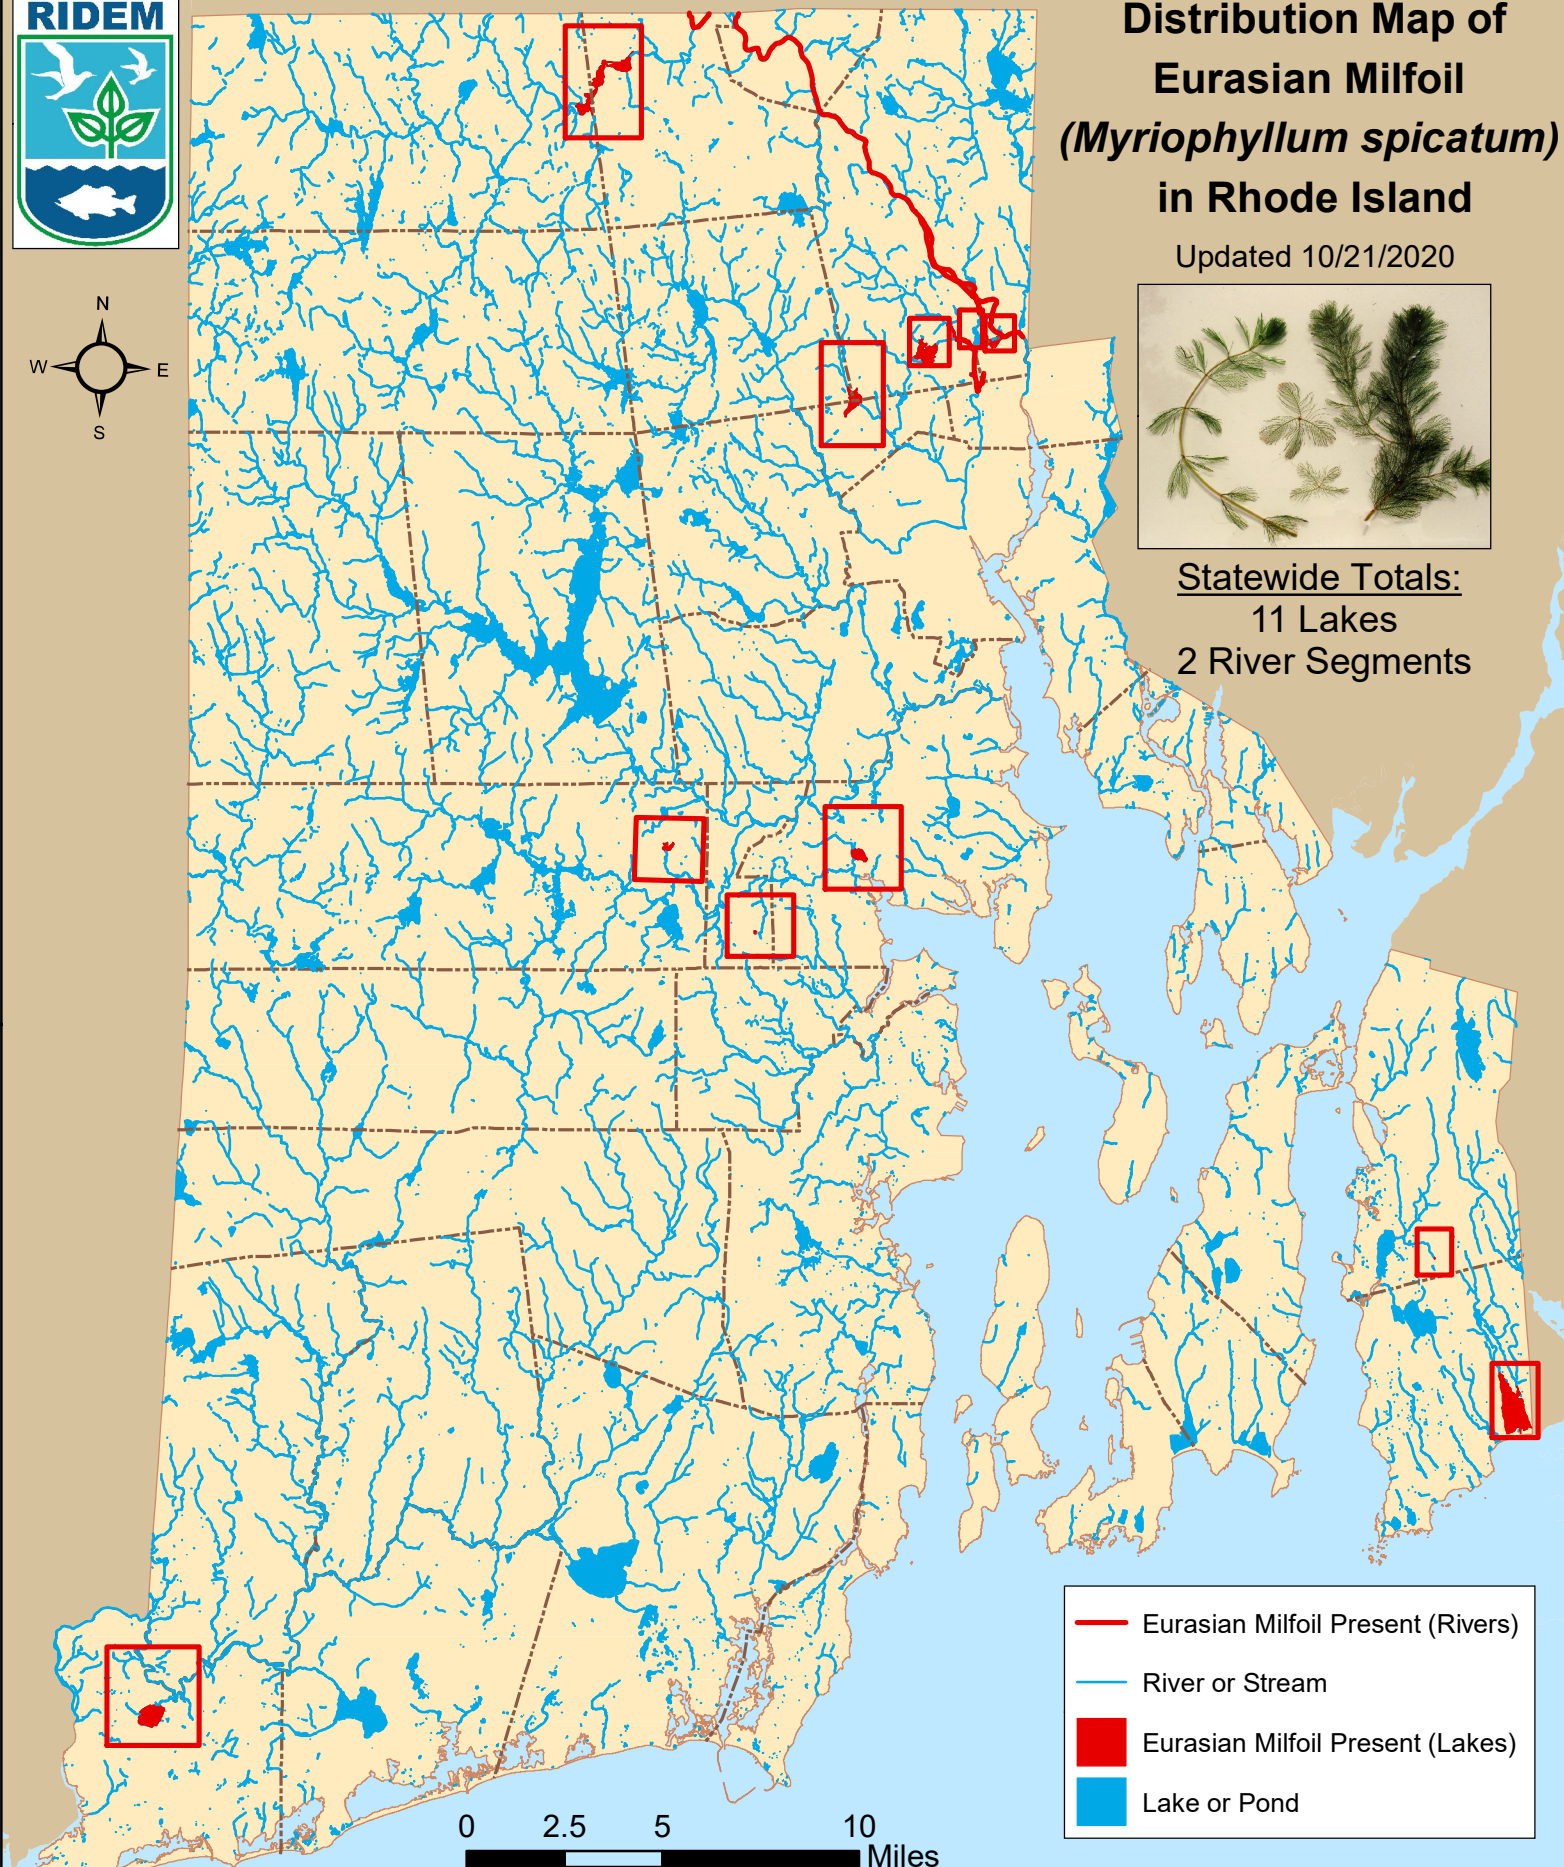 RIDEM
Distribution Map of
Eurasian Milfoil
(Myriophyllum spicatum)
in Rhode Island
Updated 10/21/2020
N
W
E
S
Statewide Totals:
11 Lakes
2 River Segments
Eurasian Milfoil Present (Rivers)
River or Stream
Eurasian Milfoil Present (Lakes)
Lake or Pond
0 2.5 5 10
Miles